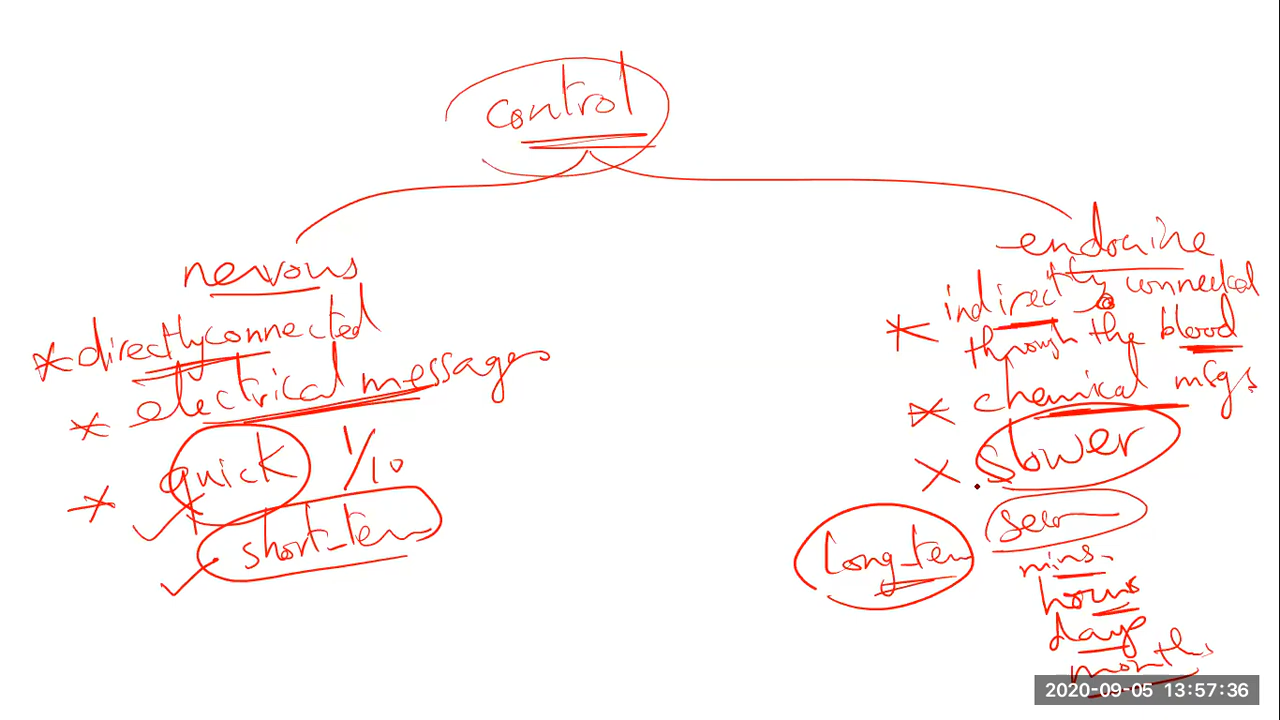 control
nervous
* directly connected
* electrical messages
* quick 1/10
short-term
endocrine
* indirectly connected
through the blood
* chemical msgs
* slower
long-term
mins
hours
days
months
2020-09-05 13:57:36